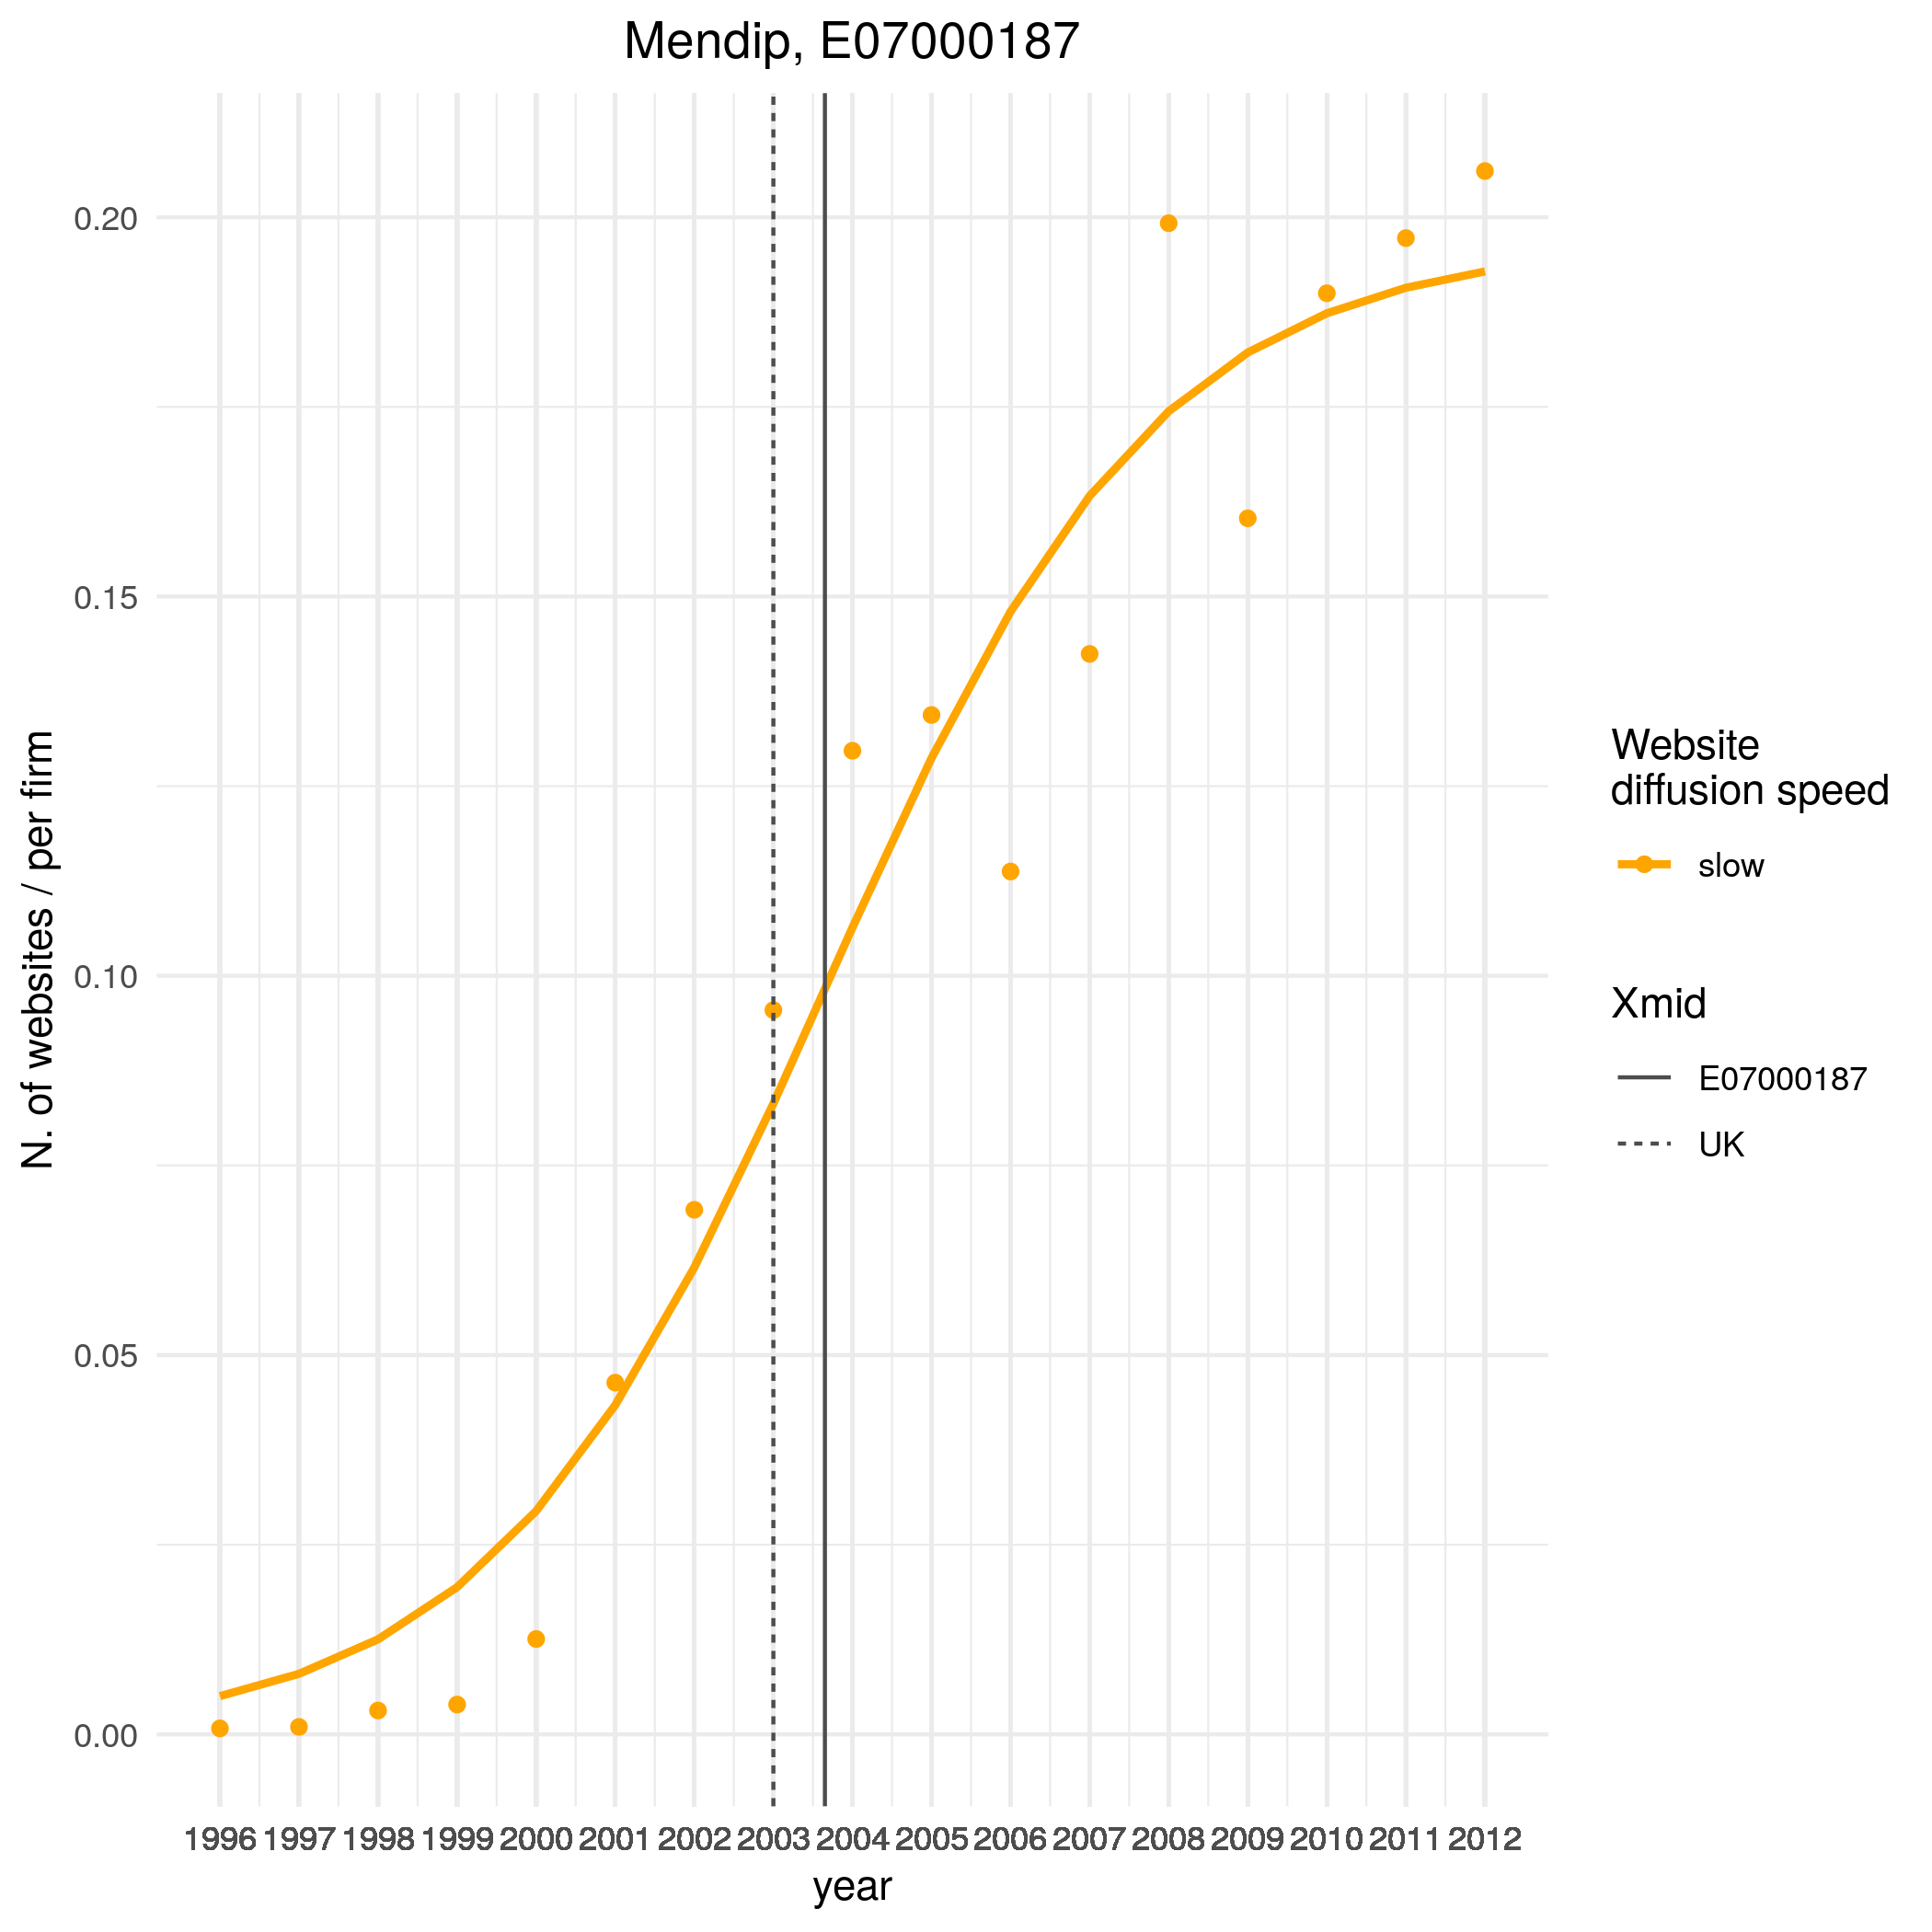 Mendip, E07000187
N. of websites / per firm
0.20
0.15
0.10
0.05
0.00
1996 1997 1998 1999 2000 2001 2002 2003 2004 2005 2006 2007 2008 2009 2010 2011 2012
year
Website
diffusion speed
slow
Xmid
E07000187
UK